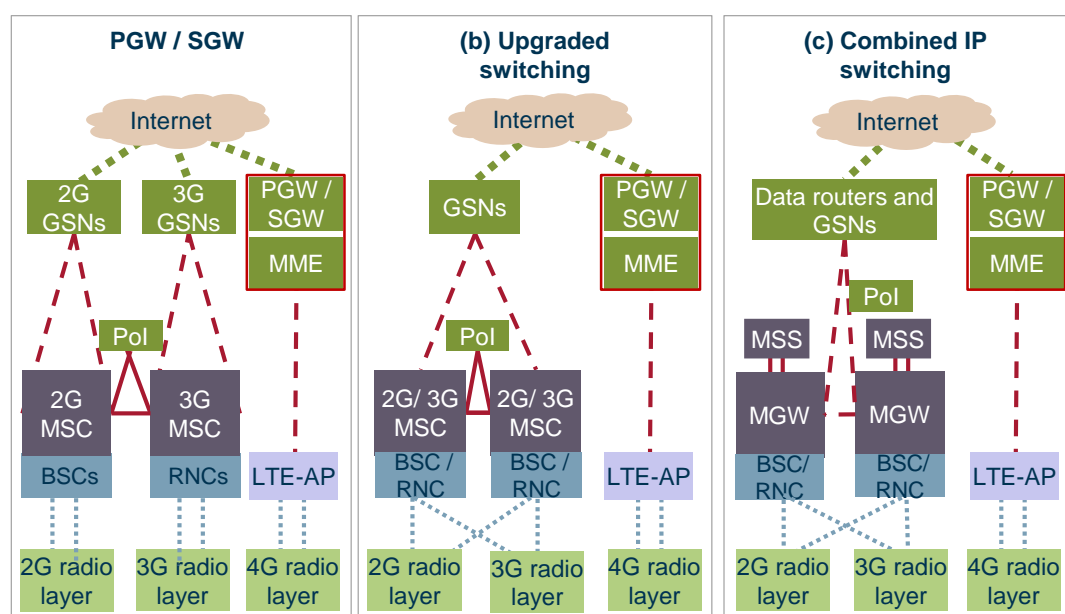 PGW / SGW
Internet
2G
GSNs
3G
GSNs
PGW /
SGW
MME
PoI
2G
MSC
3G
MSC
BSCs
RNCs
LTE-AP
2G radio
layer
3G radio
layer
4G radio
layer
(b) Upgraded
switching
Internet
GSNs
PGW /
SGW
MME
PoI
2G/ 3G
MSC
2G/ 3G
MSC
BSC /
RNC
BSC /
RNC
LTE-AP
2G radio
layer
3G radio
layer
4G radio
layer
(c) Combined IP
switching
Internet
Data routers and
GSNs
PGW /
SGW
MME
PoI
MSS
MSS
MGW
MGW
BSC/
RNC
BSC/
RNC
LTE-AP
2G radio
layer
3G radio
layer
4G radio
layer